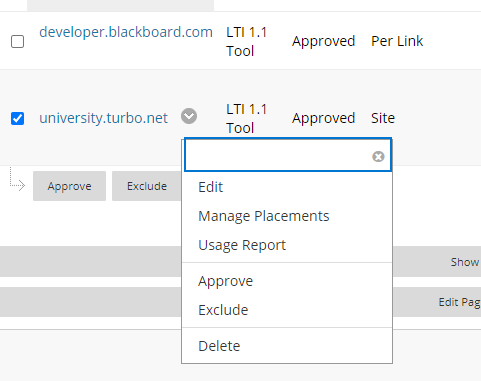 developer.blackboard.com
LTI 1.1
Tool
Approved
Per Link
university.turbo.net
LTI 1.1
Tool
Approved
Site
Approve
Exclude
Edit
Manage Placements
Usage Report
Approve
Exclude
Delete
Show
Edit Pag